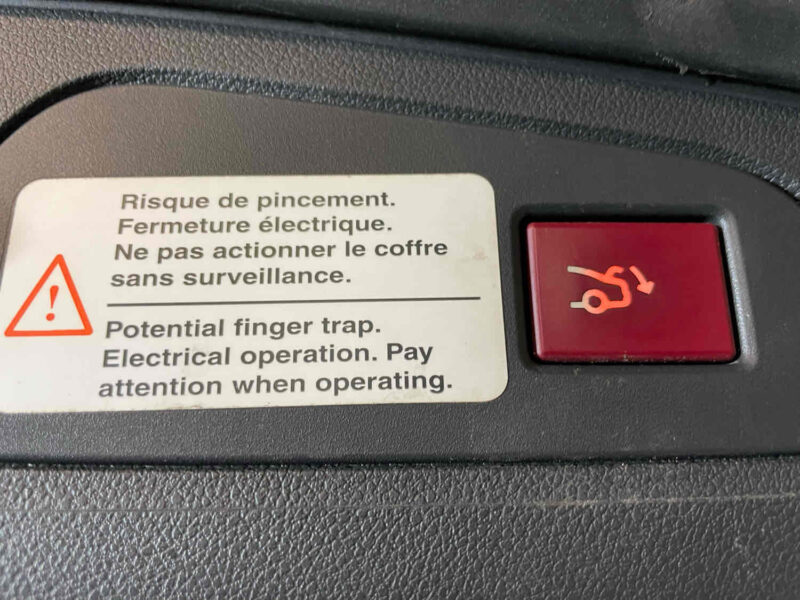 Risque de pincement.
Fermeture électrique.
Ne pas actionner le coffre
sans surveillance.
Potential finger trap.
Electrical operation. Pay
attention when operating.